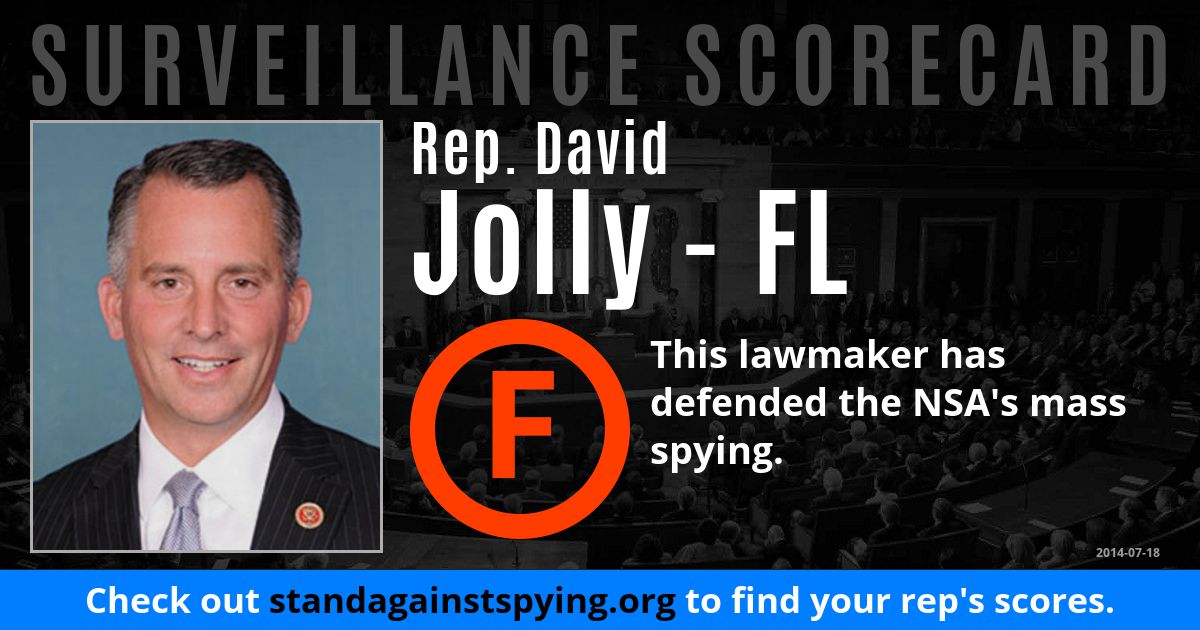 SURVEILLANCE SCORECARD
Rep. David
Jolly - FL
F
This lawmaker has
defended the NSA's mass
spying.
2014-07-18
Check out standagainstspying.org to find your rep's scores.